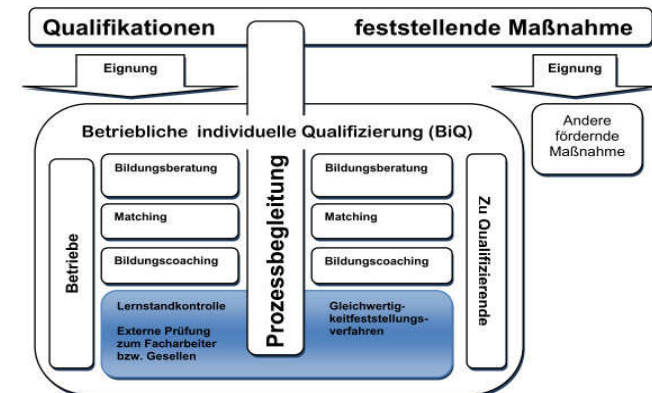 Qualifikationen feststellende Maßnahme
Eignung
Eignung
Andere
fördernde
Maßnahme
Betriebliche individuelle Qualifizierung (BiQ)
Betriebe
Bildungsberatung
Matching
Bildungscoaching
Lernstandkontrolle
Externe Prüfung
zum Facharbeiter
bzw. Gesellen
Prozessbegleitung
Bildungsberatung
Matching
Bildungscoaching
Gleichwertig-
keitfeststellungs-
verfahren
Zu Qualifizierende